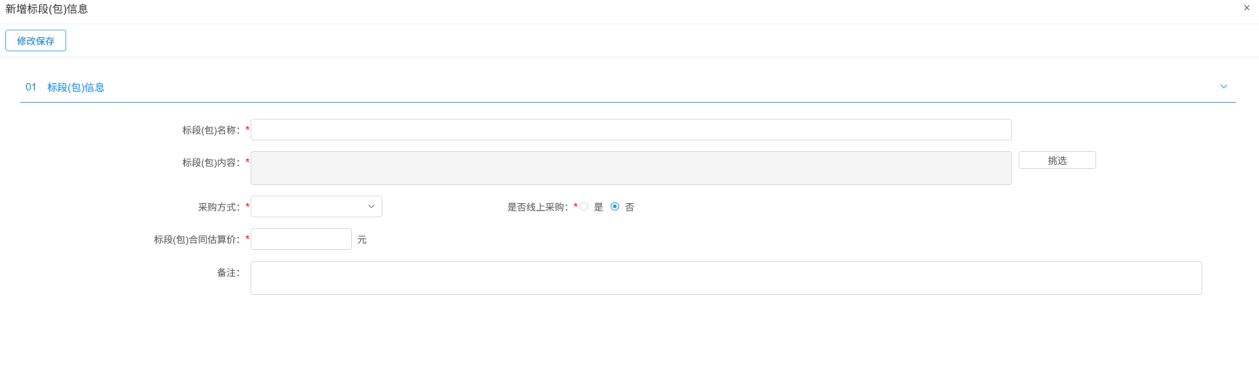 新增标段(包)信息 ×
修改保存
01 标段(包)信息
标段(包)名称：*
标段(包)内容：* 挑选
采购方式：* 是否线上采购：* 是 否
标段(包)合同估算价：* 元
备注：